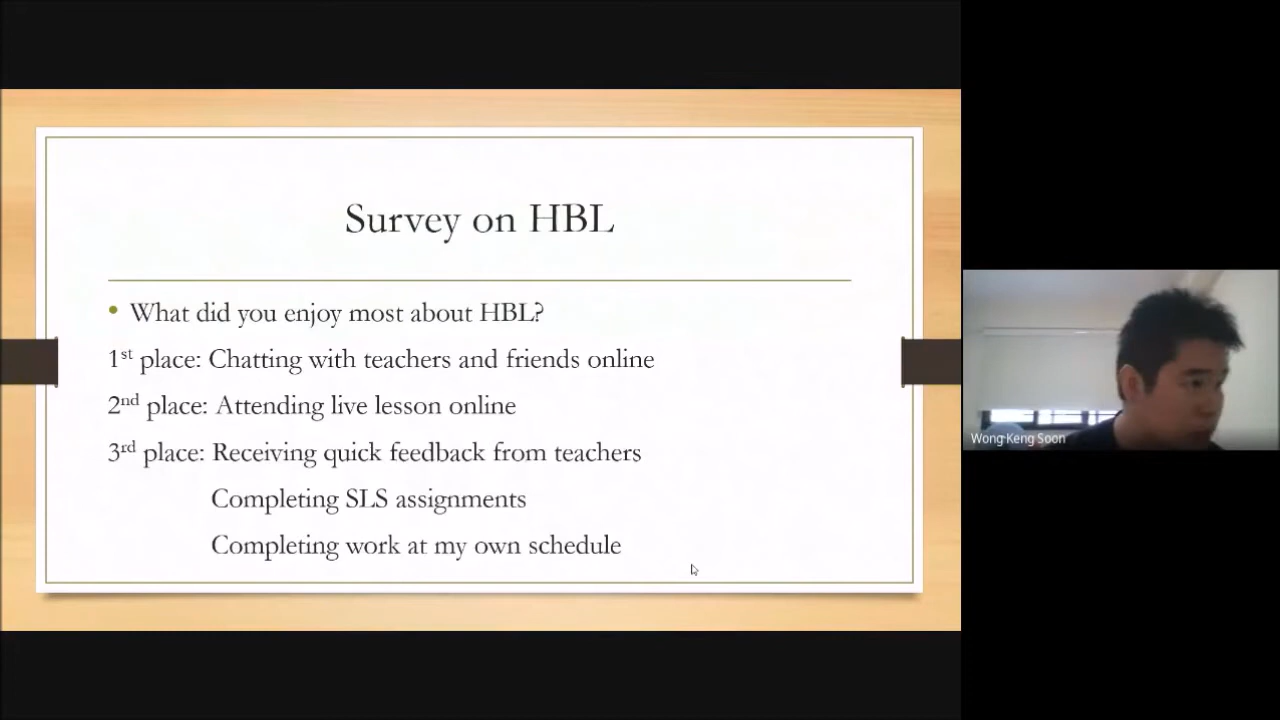 Survey on HBL
• What did you enjoy most about HBL?
1st place: Chatting with teachers and friends online
2nd place: Attending live lesson online
3rd place: Receiving quick feedback from teachers
Completing SLS assignments
Completing work at my own schedule
Wong Keng Soon